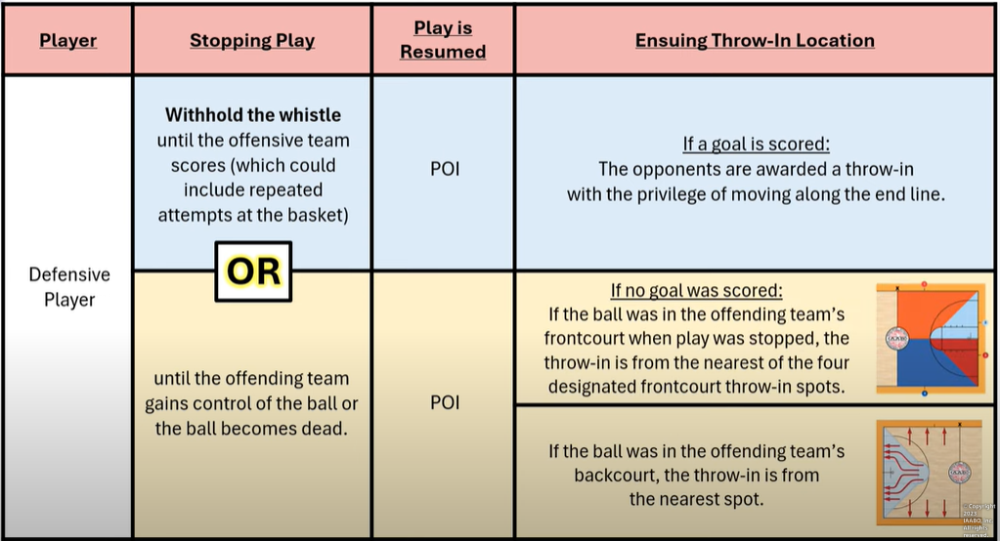 Player
Stopping Play
Play is
Resumed
Ensuing Throw-In Location
Defensive
Player
Withhold the whistle
until the offensive team
scores (which could
include repeated
attempts at the basket)
POI
If a goal is scored:
The opponents are awarded a throw-in
with the privilege of moving along the end line.
OR
until the offending team
gains control of the ball or
the ball becomes dead.
POI
If no goal was scored:
If the ball was in the offending team’s
frontcourt when play was stopped, the
throw-in is from the nearest of the four
designated frontcourt throw-in spots.
IAABO
If the ball was in the offending team’s
backcourt, the throw-in is from
the nearest spot.
IAABO
Copyright
2023
IAABO, Inc.
All rights
reserved